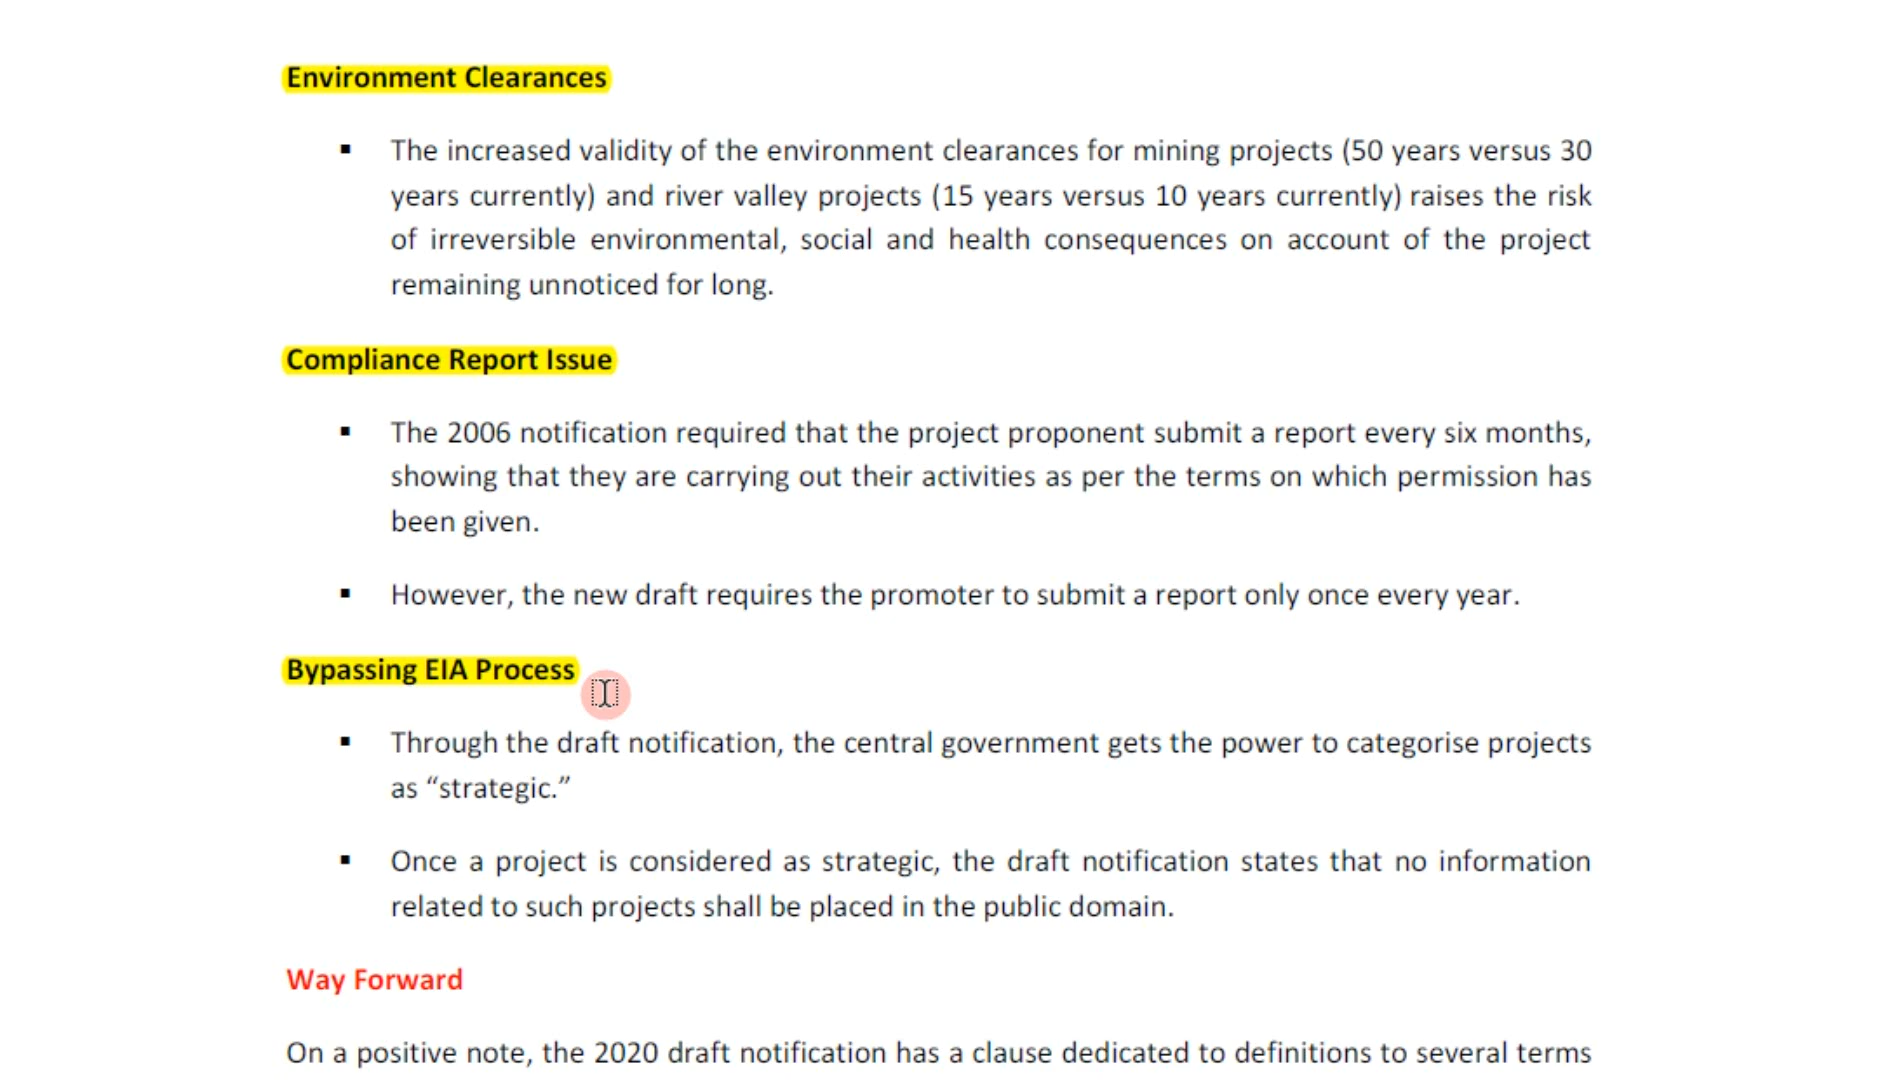 Environment Clearances
▪ The increased validity of the environment clearances for mining projects (50 years versus 30
years currently) and river valley projects (15 years versus 10 years currently) raises the risk
of irreversible environmental, social and health consequences on account of the project
remaining unnoticed for long.
Compliance Report Issue
▪ The 2006 notification required that the project proponent submit a report every six months,
showing that they are carrying out their activities as per the terms on which permission has
been given.
▪ However, the new draft requires the promoter to submit a report only once every year.
Bypassing EIA Process
▪ Through the draft notification, the central government gets the power to categorise projects
as “strategic.”
▪ Once a project is considered as strategic, the draft notification states that no information
related to such projects shall be placed in the public domain.
Way Forward
On a positive note, the 2020 draft notification has a clause dedicated to definitions to several terms